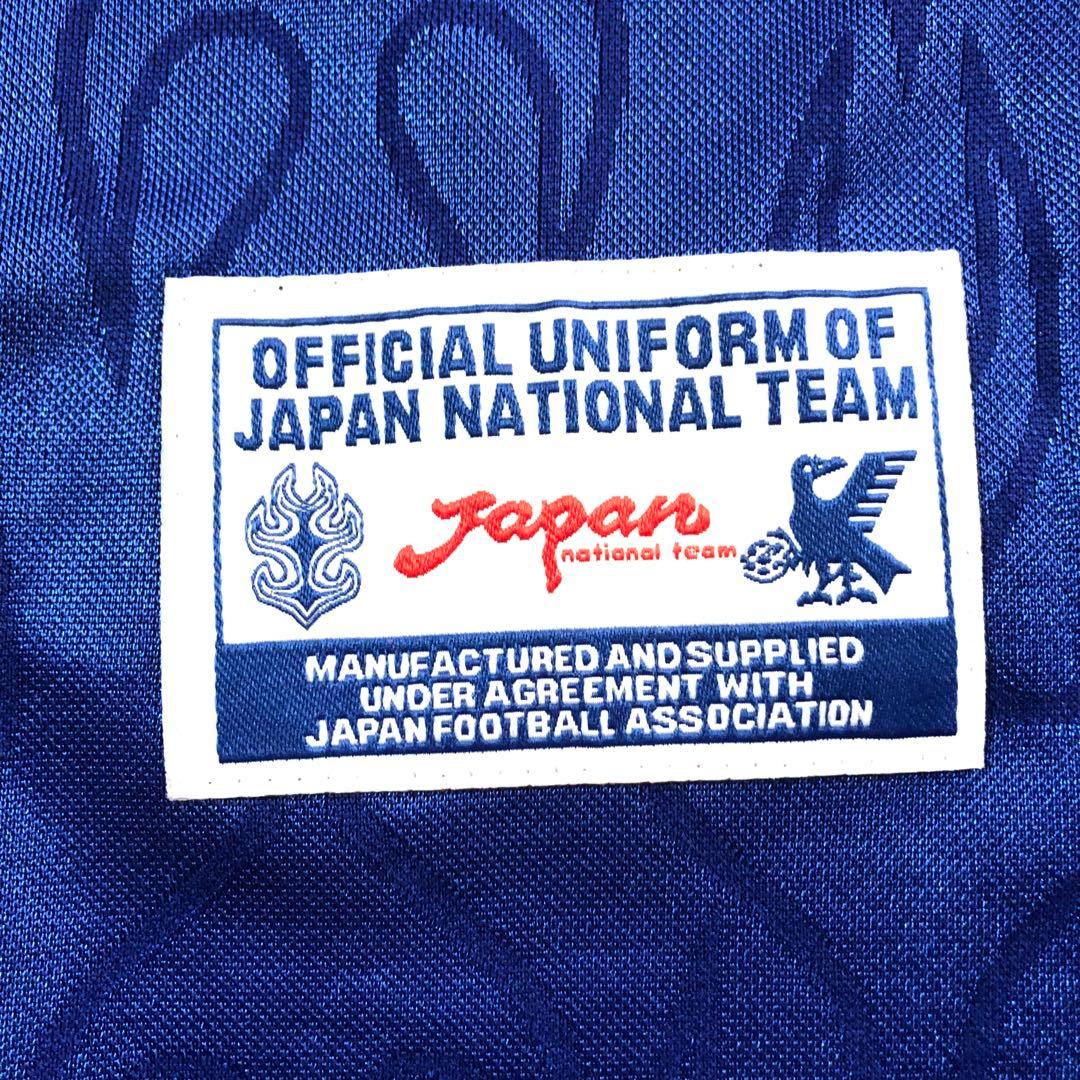 OFFICIAL UNIFORM OF
JAPAN NATIONAL TEAM
Japan
national team
MANUFACTURED AND SUPPLIED
UNDER AGREEMENT WITH
JAPAN FOOTBALL ASSOCIATION